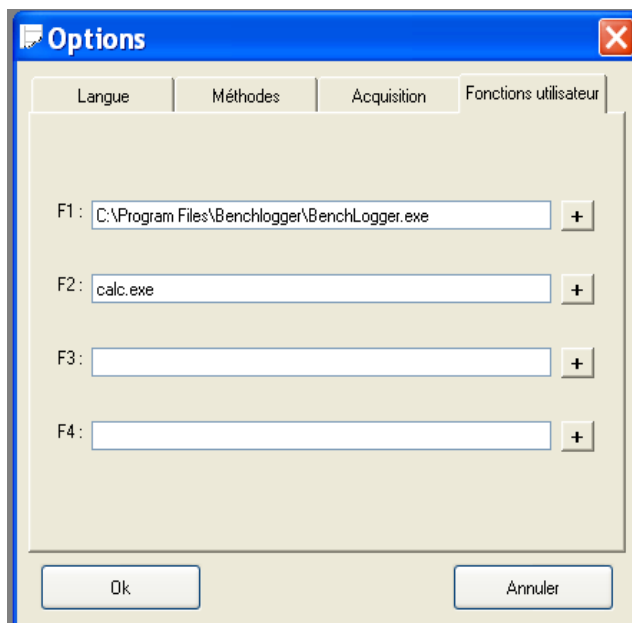 Options
Langue Méthodes Acquisition Fonctions utilisateur
F1 : C:\Program Files\Benchlogger\BenchLogger.exe +
F2 : calc.exe +
F3 : +
F4 : +
Ok Annuler